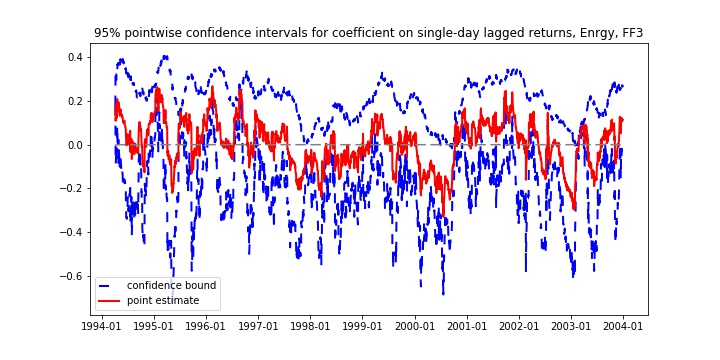 95% pointwise confidence intervals for coefficient on single-day lagged returns, Enrgy, FF3
0.4
0.2
0.0
−0.2
−0.4
−0.6
confidence bound
point estimate
1994-01 1995-01 1996-01 1997-01 1998-01 1999-01 2000-01 2001-01 2002-01 2003-01 2004-01